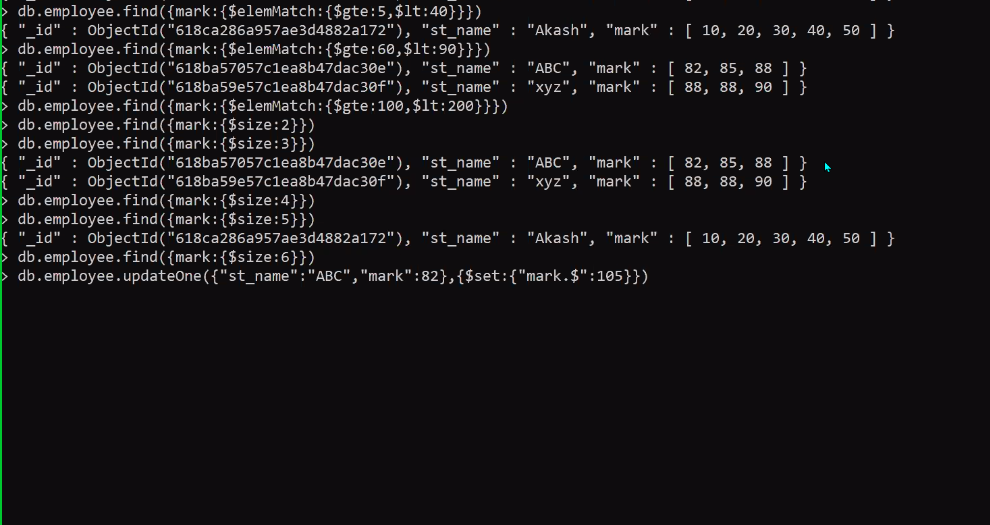 > db.employee.find({mark:{$elemMatch:{$gte:5,$lt:40}}})
{ "_id" : ObjectId("618ca286a957ae3d4882a172"), "st_name" : "Akash", "mark" : [ 10, 20, 30, 40, 50 ] }
> db.employee.find({mark:{$elemMatch:{$gte:60,$lt:90}}})
{ "_id" : ObjectId("618ba57057c1ea8b47dac30e"), "st_name" : "ABC", "mark" : [ 82, 85, 88 ] }
{ "_id" : ObjectId("618ba59e57c1ea8b47dac30f"), "st_name" : "xyz", "mark" : [ 88, 88, 90 ] }
> db.employee.find({mark:{$elemMatch:{$gte:100,$lt:200}}})
> db.employee.find({mark:{$size:2}})
> db.employee.find({mark:{$size:3}})
{ "_id" : ObjectId("618ba57057c1ea8b47dac30e"), "st_name" : "ABC", "mark" : [ 82, 85, 88 ] }
{ "_id" : ObjectId("618ba59e57c1ea8b47dac30f"), "st_name" : "xyz", "mark" : [ 88, 88, 90 ] }
> db.employee.find({mark:{$size:4}})
> db.employee.find({mark:{$size:5}})
{ "_id" : ObjectId("618ca286a957ae3d4882a172"), "st_name" : "Akash", "mark" : [ 10, 20, 30, 40, 50 ] }
> db.employee.find({mark:{$size:6}})
> db.employee.updateOne({"st_name":"ABC","mark":82},{$set:{"mark.$":105}})